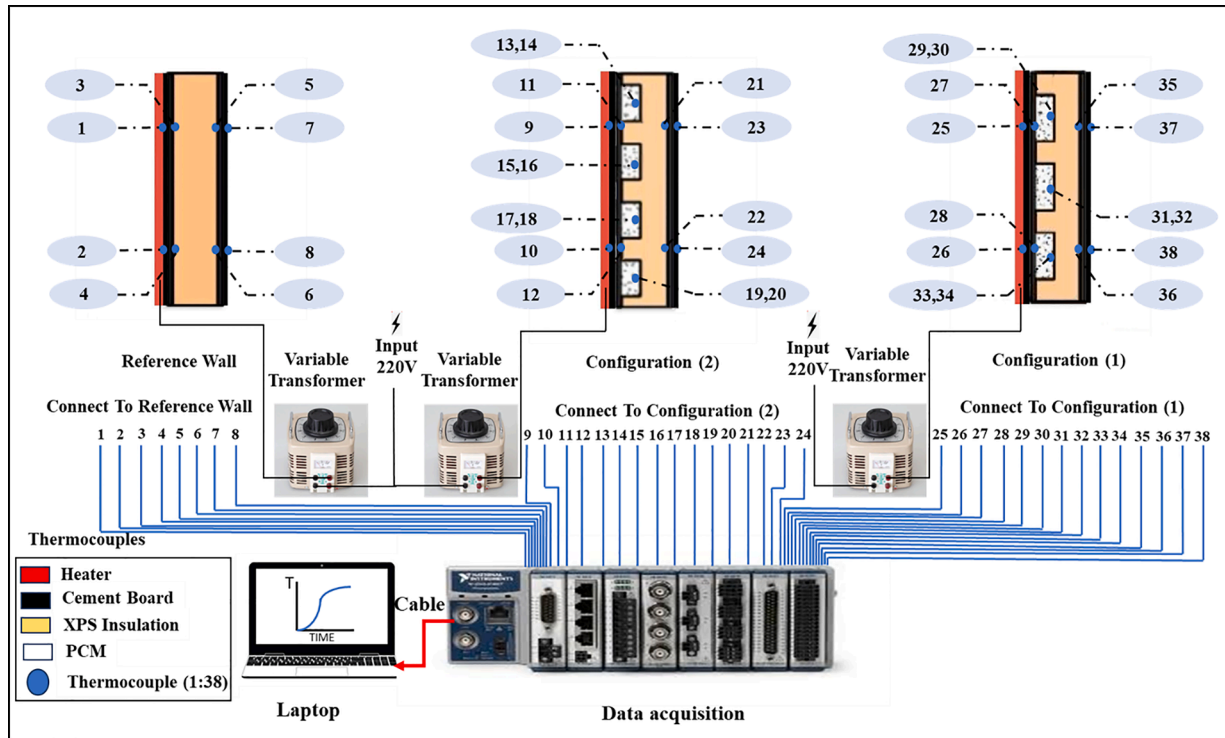 13,14
29,30
3
5
11
21
27
35
1
7
9
23
25
37
15,16
17,18
22
28
31,32
2
8
10
24
26
38
4
6
12
19,20
33,34
36
Reference Wall
Variable
Transformer
Input
220V
Variable
Transformer
Configuration (2)
Input
220V
Variable
Transformer
Configuration (1)
Connect To Reference Wall
Connect To Configuration (2)
Connect To Configuration (1)
1 2 3 4 5 6 7 8
9 10 11 12 13 14 15 16 17 18 19 20 21 22 23 24
25 26 27 28 29 30 31 32 33 34 35 36 37 38
Thermocouples
Heater
Cement Board
XPS Insulation
PCM
Thermocouple (1:38)
T
TIME
Cable
NATIONAL
INSTRUMENTS
Laptop
Data acquisition